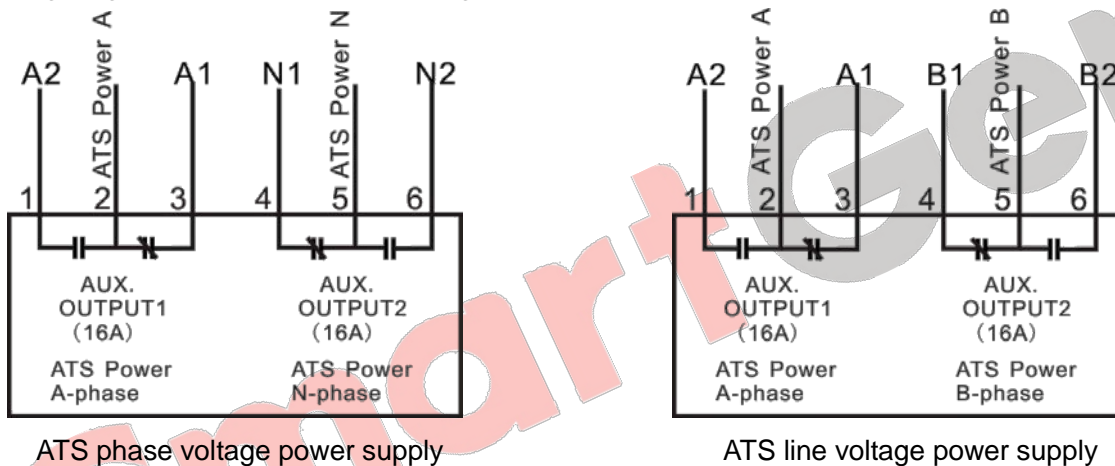 A2 ATS Power A A1 N1 ATS Power N N2
1 2 3 4 5 6
AUX. OUTPUT1 (16A)
ATS Power A-phase
AUX. OUTPUT2 (16A)
ATS Power N-phase
ATS phase voltage power supply
A2 ATS Power A A1 B1 ATS Power B B2
1 2 3 4 5 6
AUX. OUTPUT1 (16A)
ATS Power A-phase
AUX. OUTPUT2 (16A)
ATS Power B-phase
ATS line voltage power supply